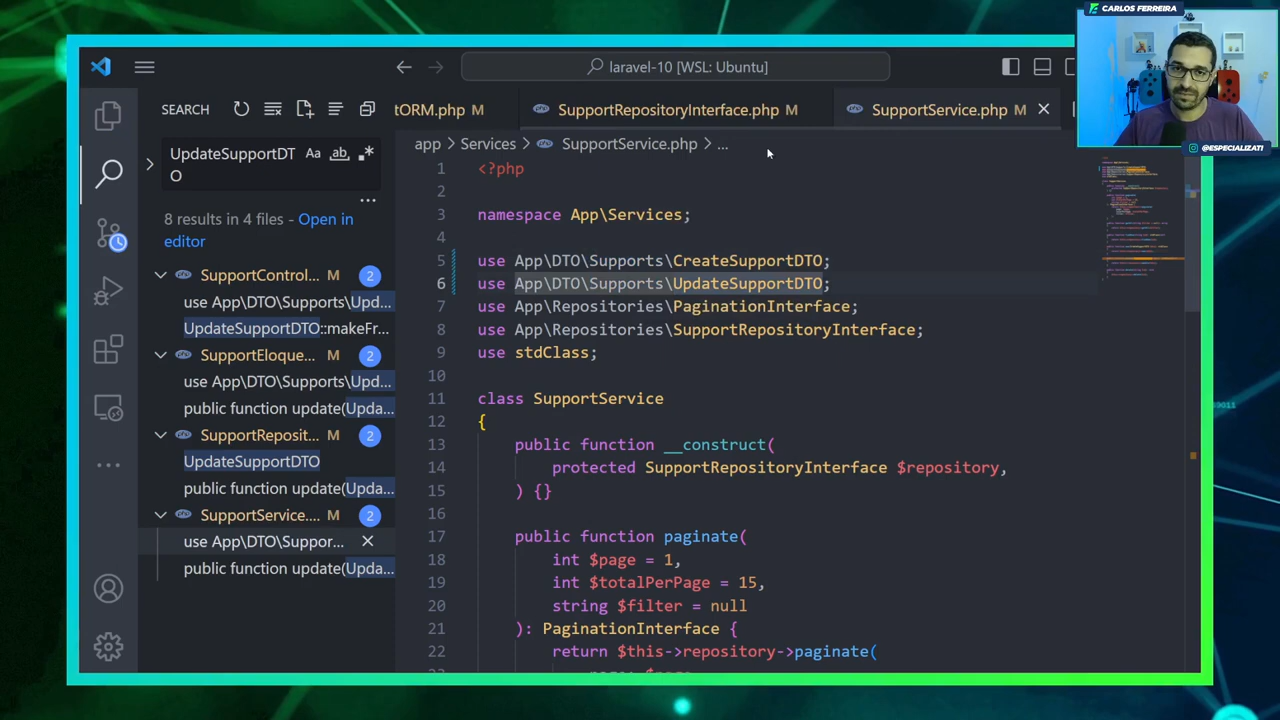 CARLOS FERREIRA
@ESPECIALIZATI
laravel-10 [WSL: Ubuntu]
SEARCH
tORM.php M
SupportRepositoryInterface.php M
SupportService.php M
UpdateSupportDT
O
Aa
ab
app > Services > SupportService.php > ...
8 results in 4 files - Open in
editor
SupportControl... M 2
use App\DTO\Supports\Upd...
UpdateSupportDTO::makeFr...
SupportEloque... M 2
use App\DTO\Supports\Upd...
public function update(Upda...
SupportReposit... M 2
UpdateSupportDTO
public function update(Upda...
SupportService.... M 2
use App\DTO\Suppor...
public function update(Upda...
1 <?php
2
3 namespace App\Services;
4
5 use App\DTO\Supports\CreateSupportDTO;
6 use App\DTO\Supports\UpdateSupportDTO;
7 use App\Repositories\PaginationInterface;
8 use App\Repositories\SupportRepositoryInterface;
9 use stdClass;
10
11 class SupportService
12 {
13 public function __construct(
14 protected SupportRepositoryInterface $repository,
15 ) {}
16
17 public function paginate(
18 int $page = 1,
19 int $totalPerPage = 15,
20 string $filter = null
21 ): PaginationInterface {
22 return $this->repository->paginate(